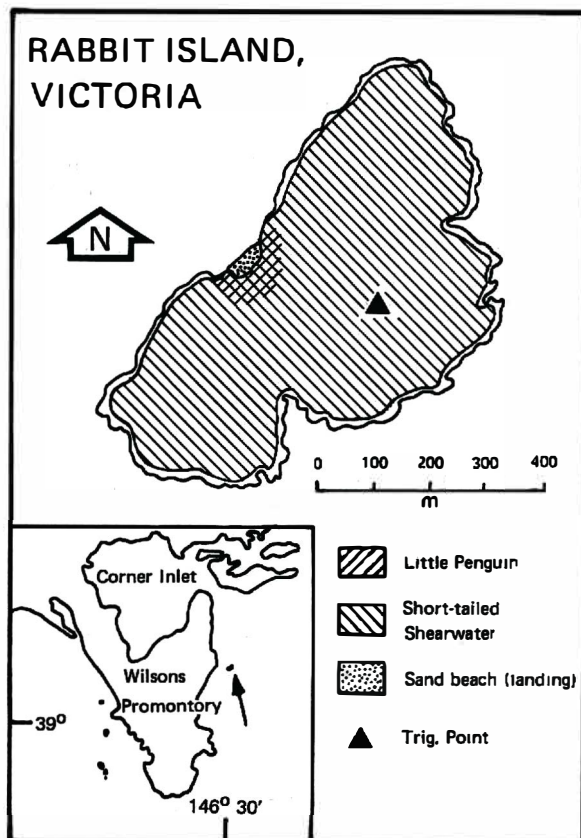 RABBIT ISLAND,
VICTORIA
N
0 100 200 300 400
m
Little Penguin
Short-tailed
Shearwater
Sand beach (landing)
Trig. Point
Corner Inlet
Wilsons
Promontory
39°
146° 30'